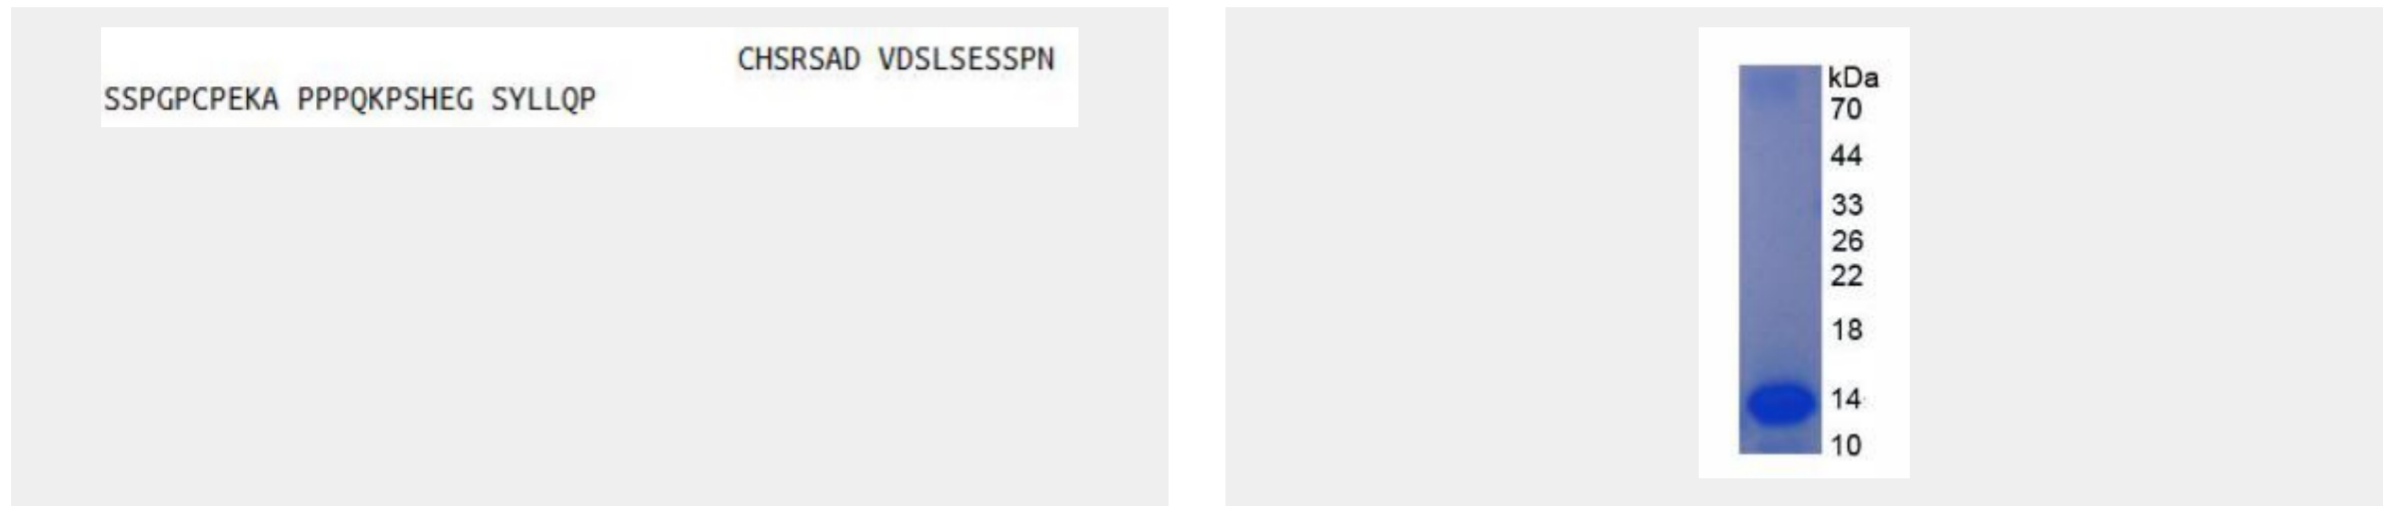 CHSRSAD VDSLSESSPN
SSPGPCPEKA PPPQKPSHEG SYLLQP
kDa
70
44
33
26
22
18
14
10